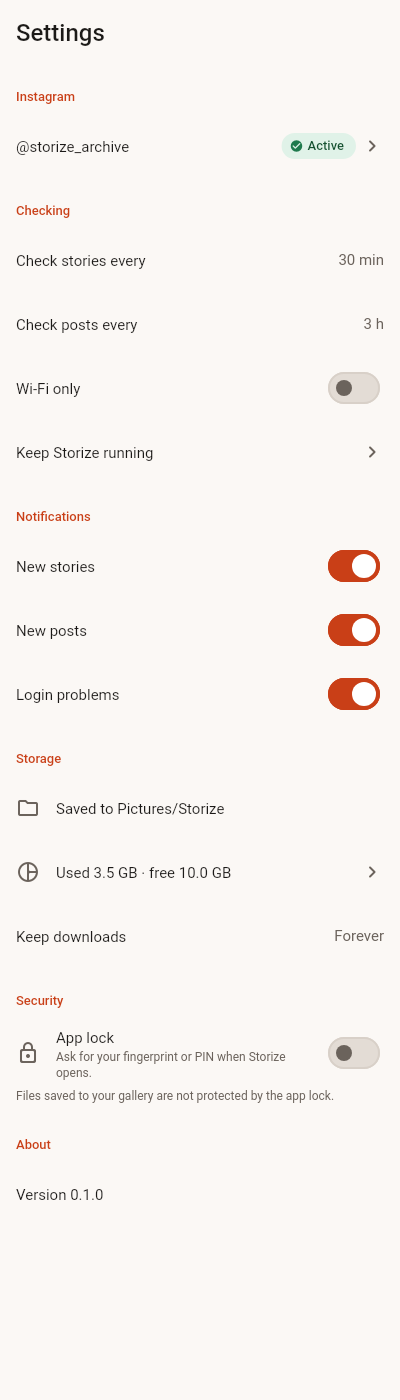 Settings
Instagram
@storize_archive
Active
Checking
Check stories every
30 min
Check posts every
3 h
Wi-Fi only
Keep Storize running
Notifications
New stories
New posts
Login problems
Storage
Saved to Pictures/Storize
Used 3.5 GB · free 10.0 GB
Keep downloads
Forever
Security
App lock
Ask for your fingerprint or PIN when Storize
opens.
Files saved to your gallery are not protected by the app lock.
About
Version 0.1.0